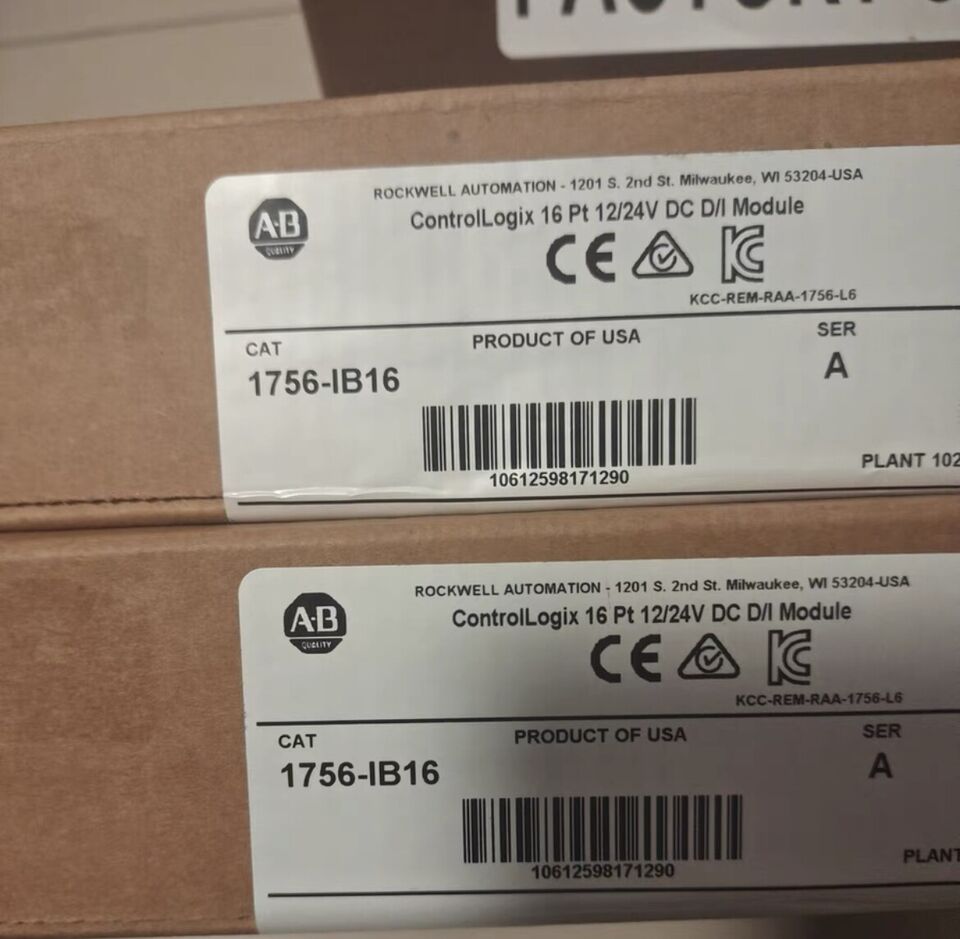 FACTORY
A-B
QUALITY
ROCKWELL AUTOMATION - 1201 S. 2nd St. Milwaukee, WI 53204-USA
ControlLogix 16 Pt 12/24V DC D/I Module
CE
KCC-REM-RAA-1756-L6
CAT
PRODUCT OF USA
SER
1756-IB16
A
10612598171290
PLANT 102
A-B
QUALITY
ROCKWELL AUTOMATION - 1201 S. 2nd St. Milwaukee, WI 53204-USA
ControlLogix 16 Pt 12/24V DC D/I Module
CE
KCC-REM-RAA-1756-L6
CAT
PRODUCT OF USA
SER
1756-IB16
A
10612598171290
PLANT